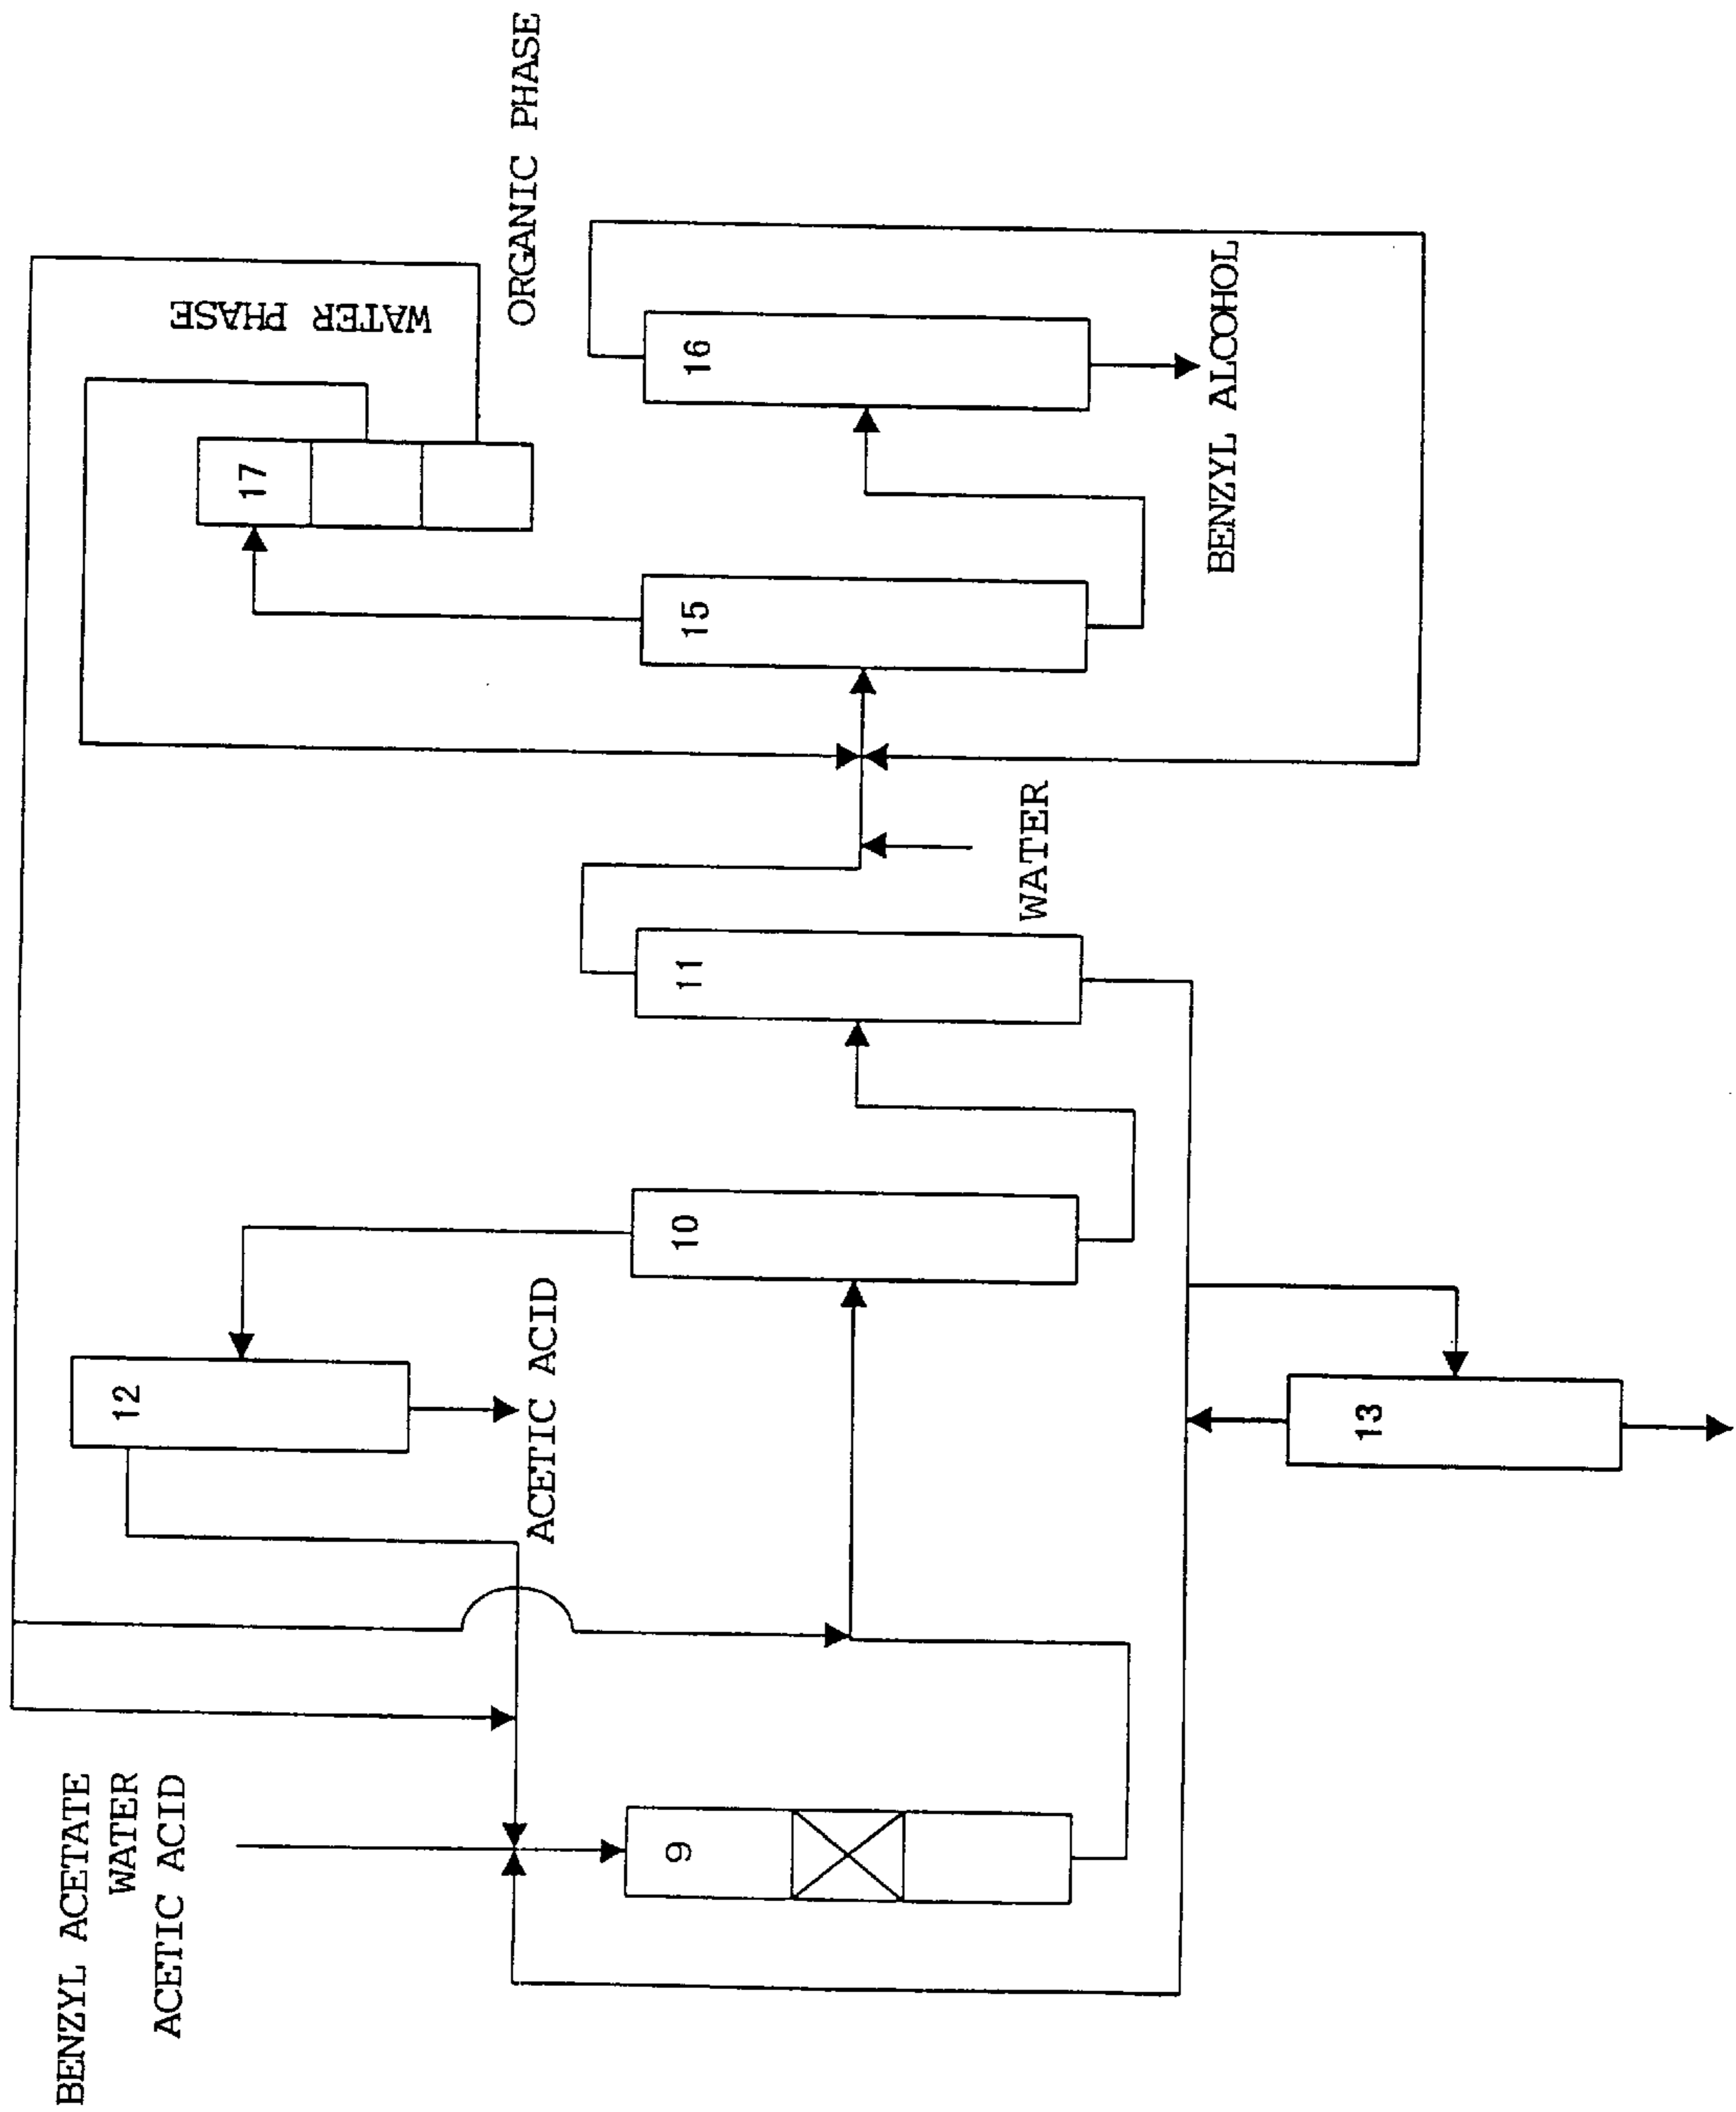 BENZYL ACETATE
WATER
ACETIC ACID
9
12
ACETIC ACID
10
11
13
WATER
15
17
WATER PHASE
ORGANIC PHASE
16
BENZYL ALCOHOL